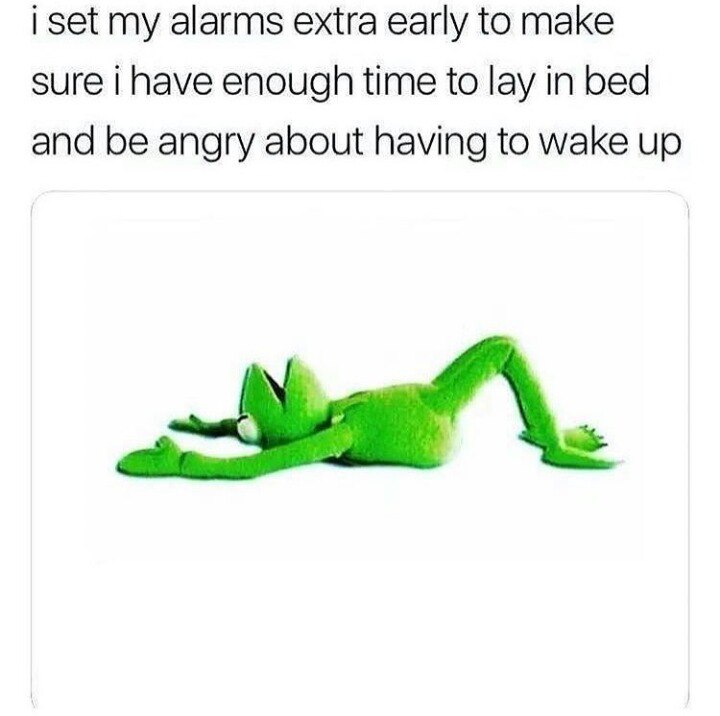 i set my alarms extra early to make
sure i have enough time to lay in bed
and be angry about having to wake up